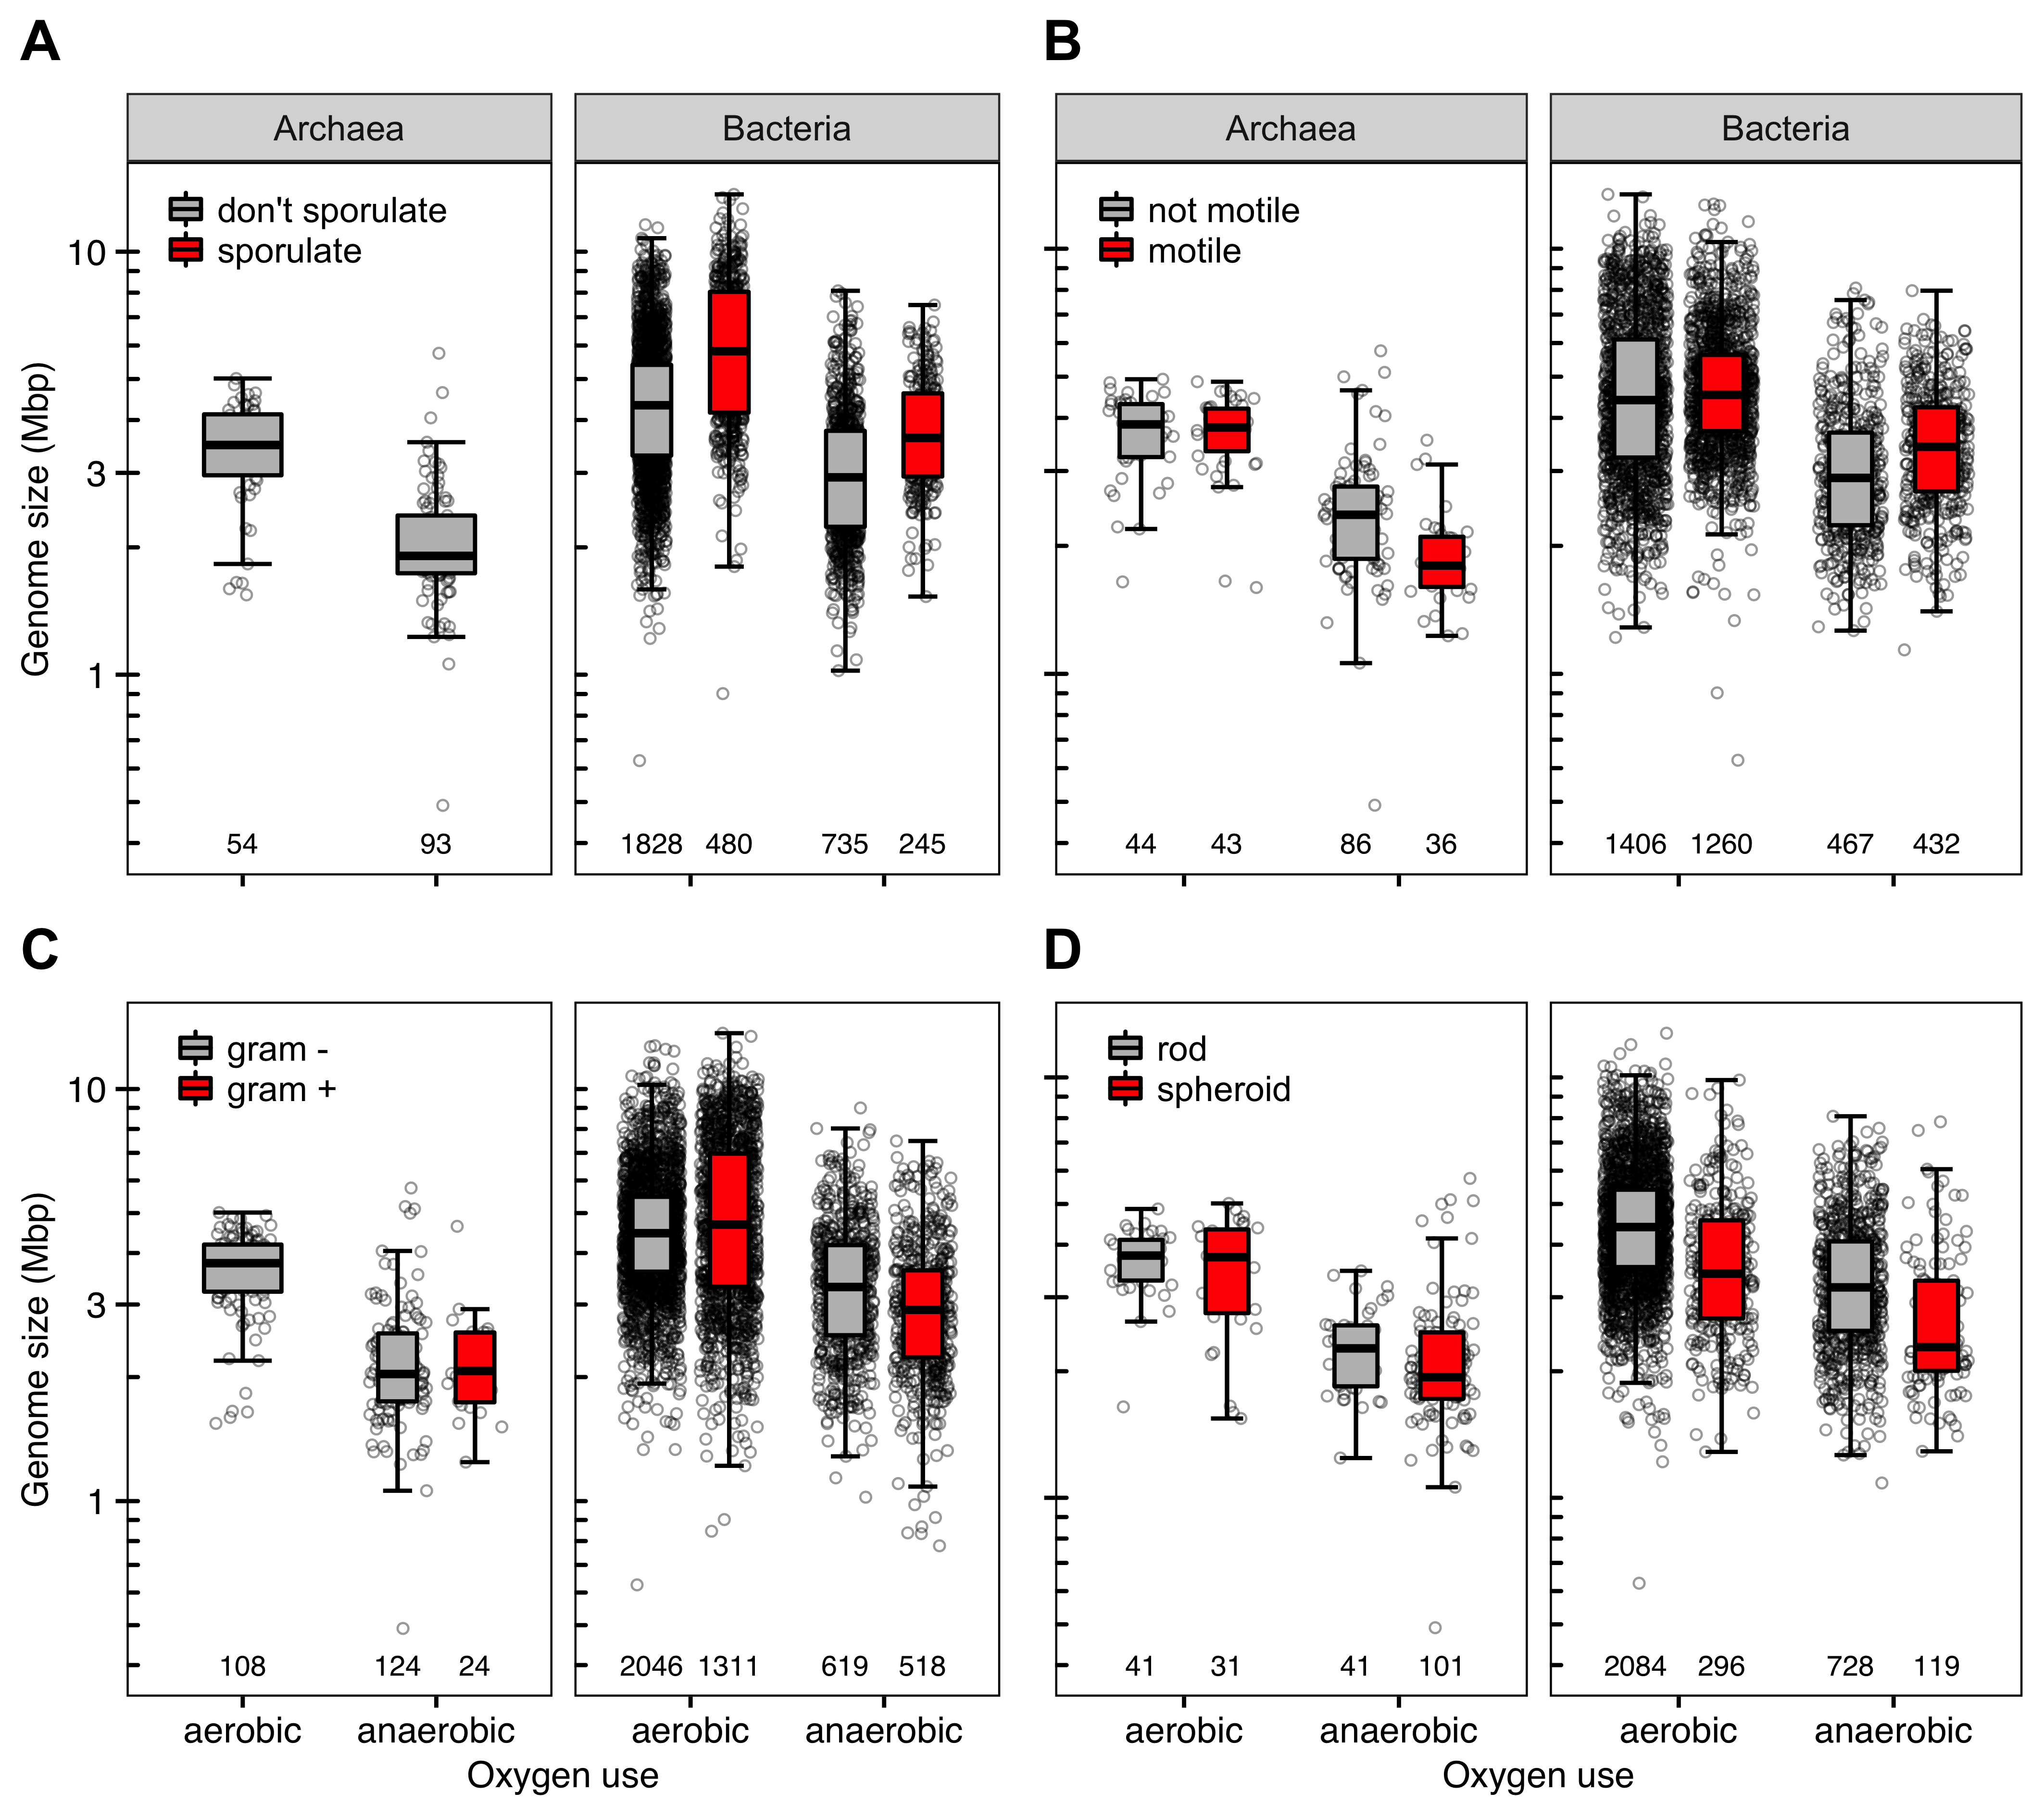 A
B
Archaea
Bacteria
Archaea
Bacteria
don't sporulate
sporulate
not motile
motile
10
3
1
Genome size (Mbp)
54
93
1828
480
735
245
44
43
86
36
1406
1260
467
432
C
D
gram -
gram +
rod
spheroid
10
3
1
Genome size (Mbp)
108
124
24
2046
1311
619
518
41
31
41
101
2084
296
728
119
aerobic
anaerobic
aerobic
anaerobic
aerobic
anaerobic
aerobic
anaerobic
Oxygen use
Oxygen use